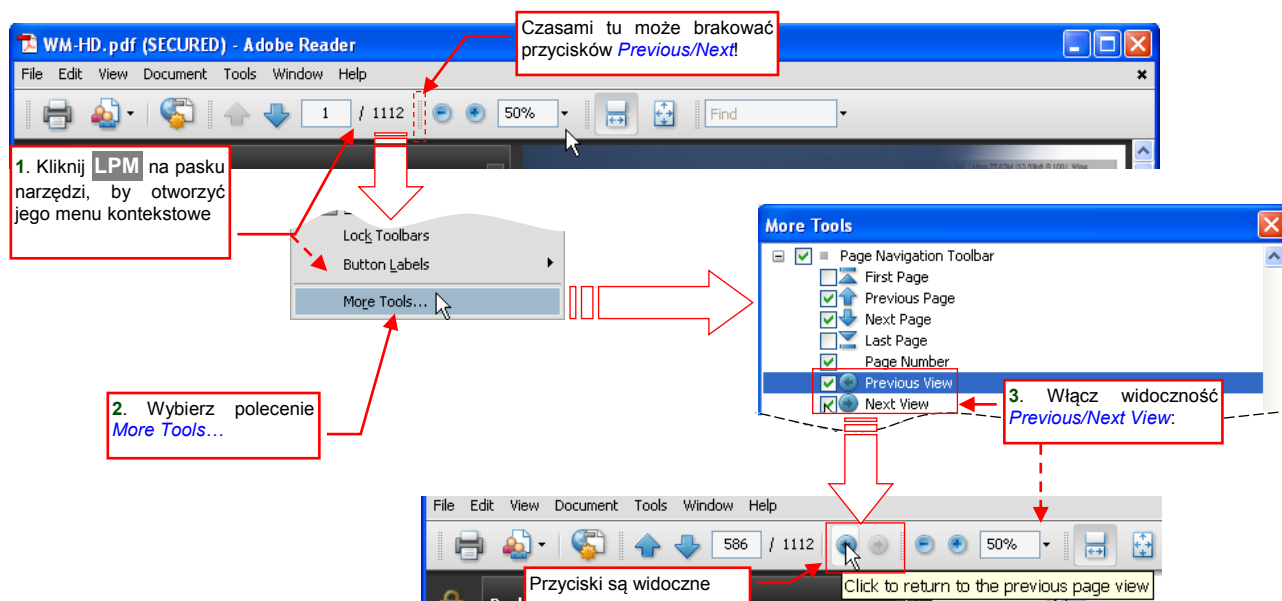 Czasami tu może brakować
przycisków Previous/Next!
WM-HD.pdf (SECURED) - Adobe Reader
File Edit View Document Tools Window Help
1 / 1112 50% Find
1. Kliknij LPM na pasku
narzędzi, by otworzyć
jego menu kontekstowe
Lock Toolbars
Button Labels
More Tools...
2. Wybierz polecenie
More Tools…
More Tools
Page Navigation Toolbar
First Page
Previous Page
Next Page
Last Page
Page Number
Previous View
Next View
3. Włącz widoczność
Previous/Next View:
File Edit View Document Tools Window Help
586 / 1112 50%
Przyciski są widoczne
Click to return to the previous page view